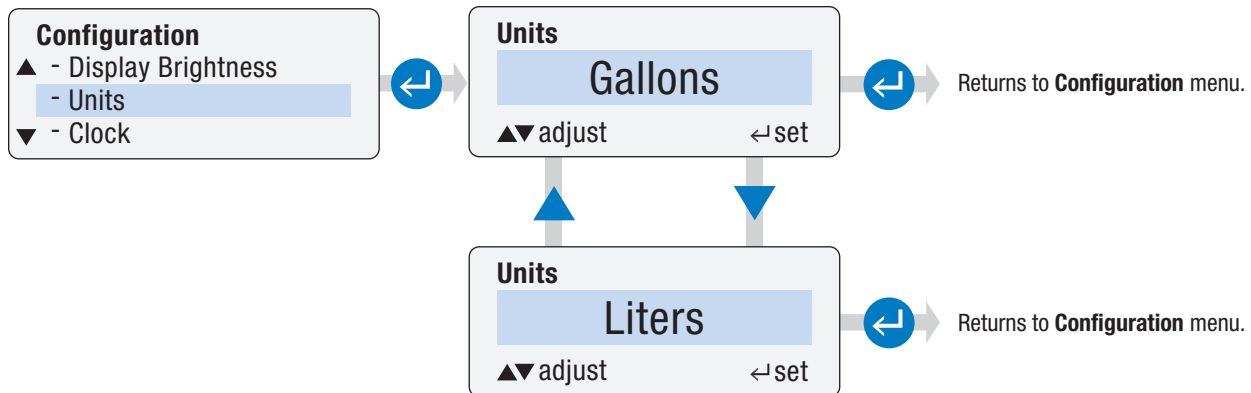 Configuration
▲ - Display Brightness
- Units
▼ - Clock
Units
Gallons
▲▼ adjust ↵ set
Returns to Configuration menu.
Units
Liters
▲▼ adjust ↵ set
Returns to Configuration menu.